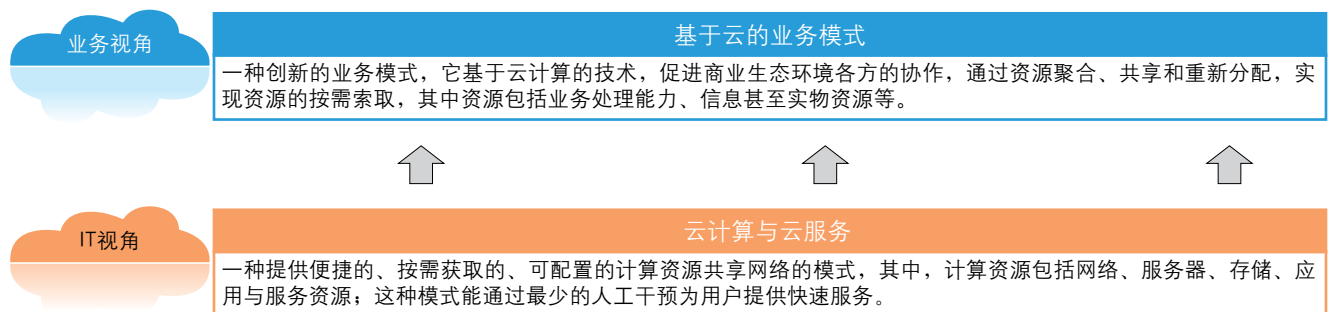 业务视角
基于云的业务模式
一种创新的业务模式，它基于云计算的技术，促进商业生态环境各方的协作，通过资源聚合、共享和重新分配，实
现资源的按需索取，其中资源包括业务处理能力、信息甚至实物资源等。
IT视角
云计算与云服务
一种提供便捷的、按需获取的、可配置的计算资源共享网络的模式，其中，计算资源包括网络、服务器、存储、应
用与服务资源；这种模式能通过最少的人工干预为用户提供快速服务。